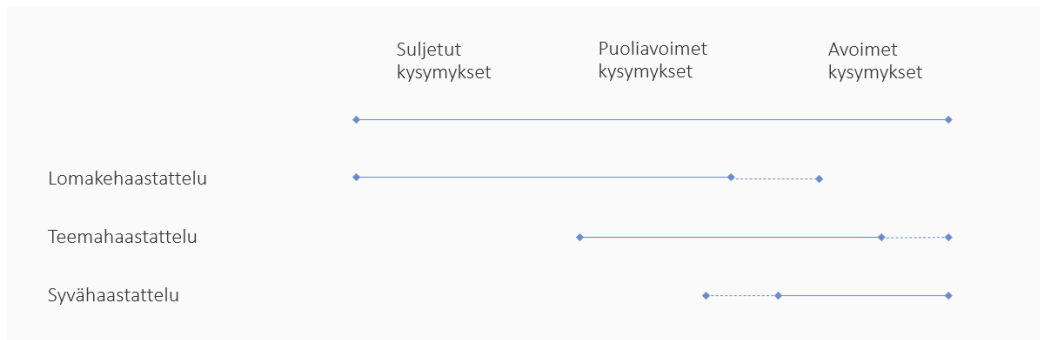 Suljetut
kysymykset
Puoliavoimet
kysymykset
Avoimet
kysymykset
Lomakehaastattelu
Teemahaastattelu
Syvähaastattelu